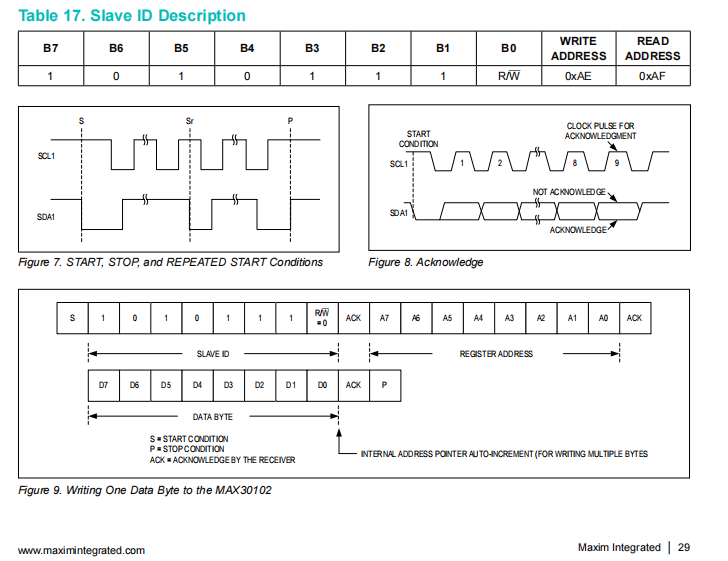 Table 17. Slave ID Description
B7 B6 B5 B4 B3 B2 B1 B0 WRITE ADDRESS READ ADDRESS
1 0 1 0 1 1 1 R/W̅ 0xAE 0xAF
S Sr P
SCL1
SDA1
Figure 7. START, STOP, and REPEATED START Conditions
START CONDITION
CLOCK PULSE FOR ACKNOWLEDGMENT
SCL1 1 2 8 9
NOT ACKNOWLEDGE
SDA1
ACKNOWLEDGE
Figure 8. Acknowledge
S 1 0 1 0 1 1 1 R/W̅ = 0 ACK A7 A6 A5 A4 A3 A2 A1 A0 ACK
SLAVE ID REGISTER ADDRESS
D7 D6 D5 D4 D3 D2 D1 D0 ACK P
DATA BYTE
S = START CONDITION
P = STOP CONDITION
ACK = ACKNOWLEDGE BY THE RECEIVER
INTERNAL ADDRESS POINTER AUTO-INCREMENT (FOR WRITING MULTIPLE BYTES
Figure 9. Writing One Data Byte to the MAX30102
www.maximintegrated.com Maxim Integrated | 29